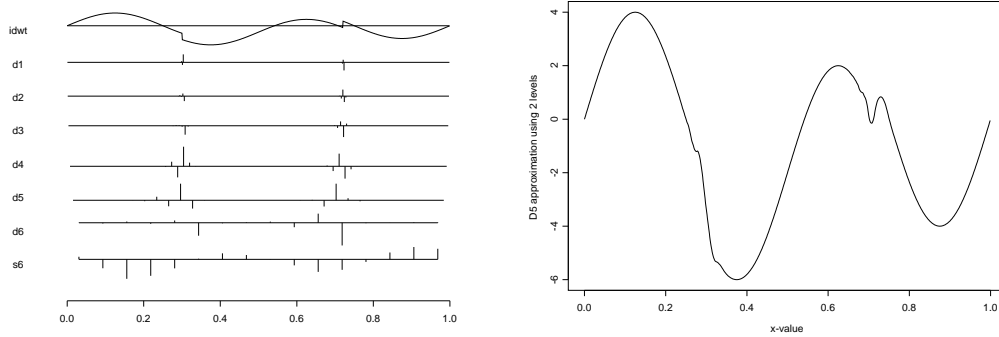 idwt
d1
d2
d3
d4
d5
d6
s6
0.0 0.2 0.4 0.6 0.8 1.0
D5 approximation using 2 levels
4
2
0
-2
-4
-6
0.0 0.2 0.4 0.6 0.8 1.0
x-value